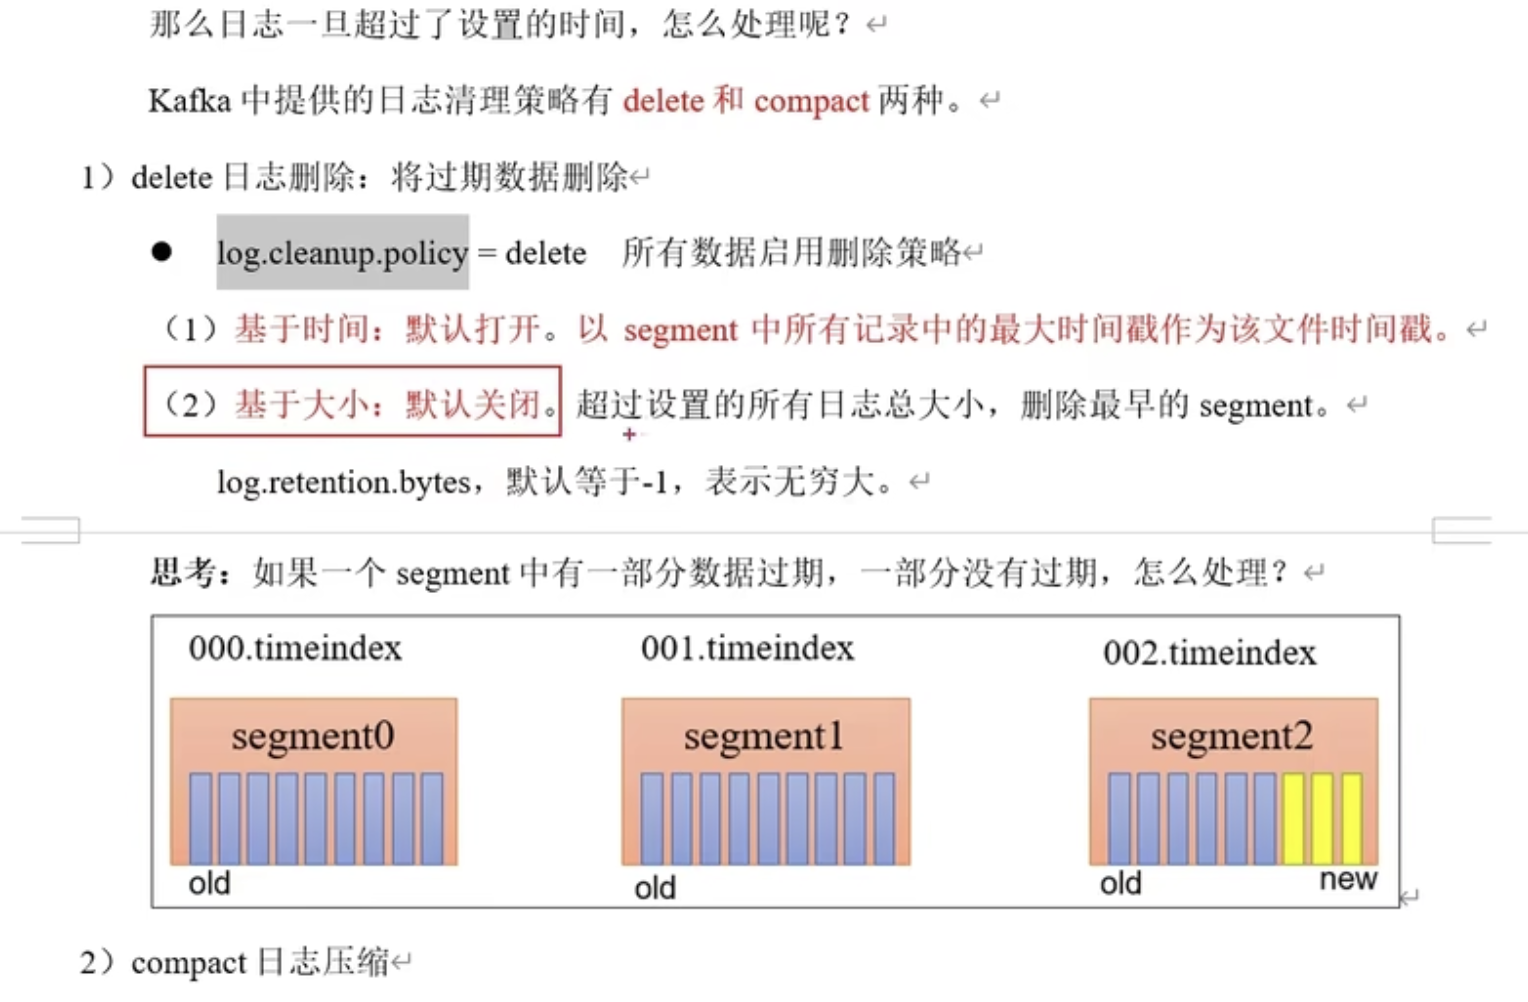 那么日志一旦超过了设置的时间，怎么处理呢？
Kafka 中提供的日志清理策略有 delete 和 compact 两种。
1）delete 日志删除：将过期数据删除
● log.cleanup.policy = delete 所有数据启用删除策略
（1）基于时间：默认打开。以 segment 中所有记录中的最大时间戳作为该文件时间戳。
（2）基于大小：默认关闭。超过设置的所有日志总大小，删除最早的 segment。
log.retention.bytes，默认等于-1，表示无穷大。
思考：如果一个 segment 中有一部分数据过期，一部分没有过期，怎么处理？
000.timeindex 001.timeindex 002.timeindex
segment0 segment1 segment2
old old old new
2）compact 日志压缩